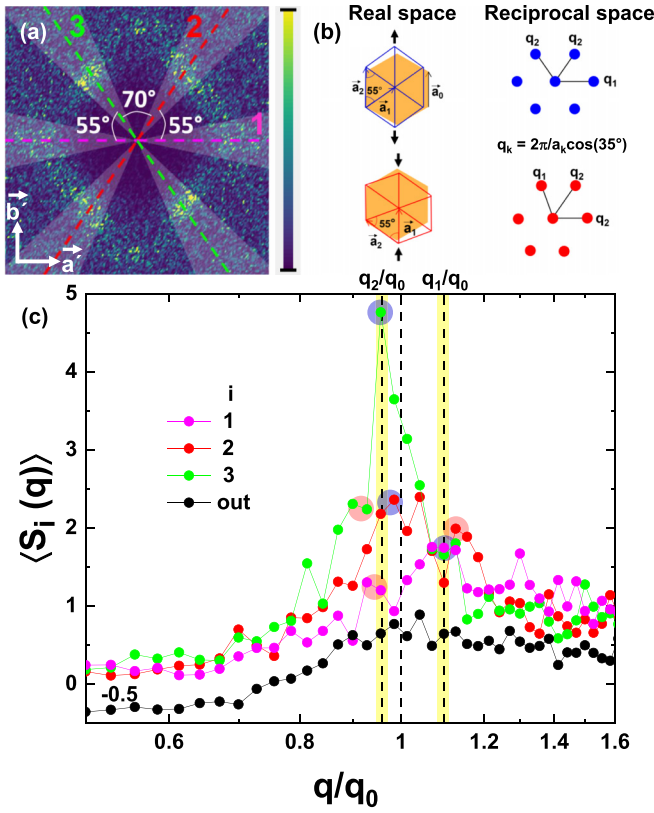 (a)
3
2
70°
55°
55°
1
b´
a´
(b)
Real space
Reciprocal space
a₂
55°
a₁
a₀
q₂
q₂
q₁
qₖ = 2π/aₖcos(35°)
55°
a₁
a₂
q₁
q₂
q₂
q₂/q₀
q₁/q₀
(c)
5
4
3
2
1
0
i
1
2
3
out
-0.5
⟨Sᵢ (q)⟩
0.6
0.8
1
1.2
1.4
1.6
q/q₀